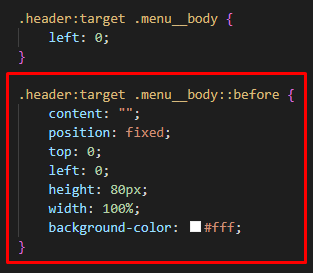 .header:target .menu__body {
    left: 0;
}
.header:target .menu__body::before {
    content: "";
    position: fixed;
    top: 0;
    left: 0;
    height: 80px;
    width: 100%;
    background-color: #fff;
}